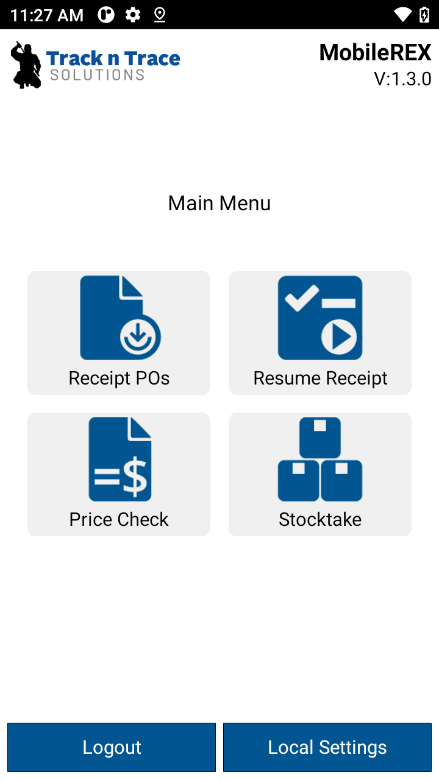 11:27 AM
Track n Trace
SOLUTIONS
MobileREX
V:1.3.0
Main Menu
Receipt POs
Resume Receipt
=$
Price Check
Stocktake
Logout
Local Settings